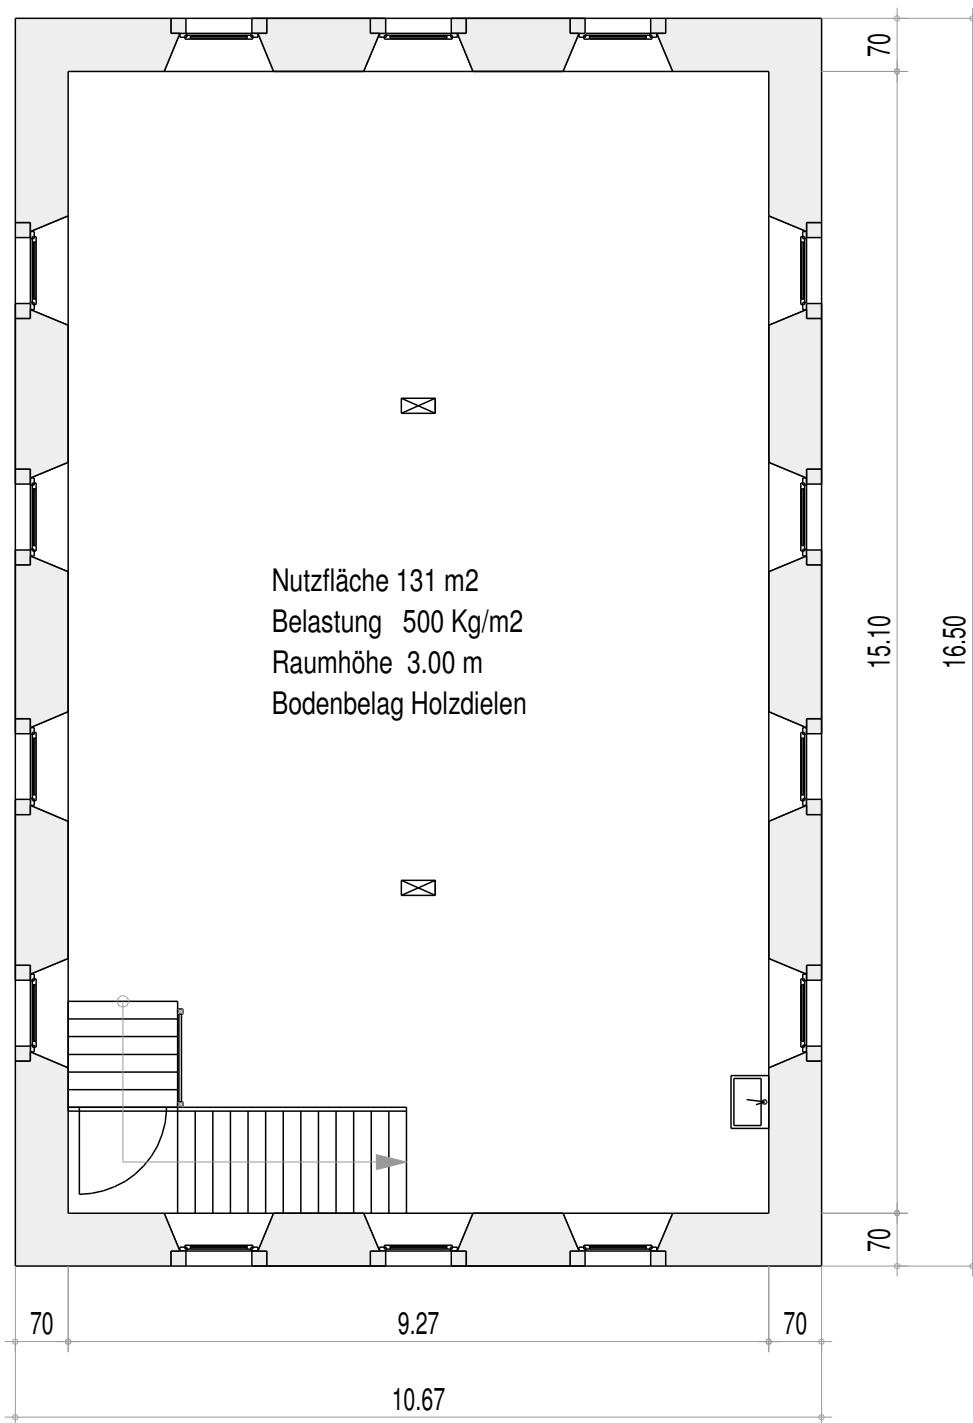 70
Nutzfläche 131 m2
Belastung 500 Kg/m2
Raumhöhe 3.00 m
Bodenbelag Holzdielen
15.10
16.50
70
70
9.27
70
10.67